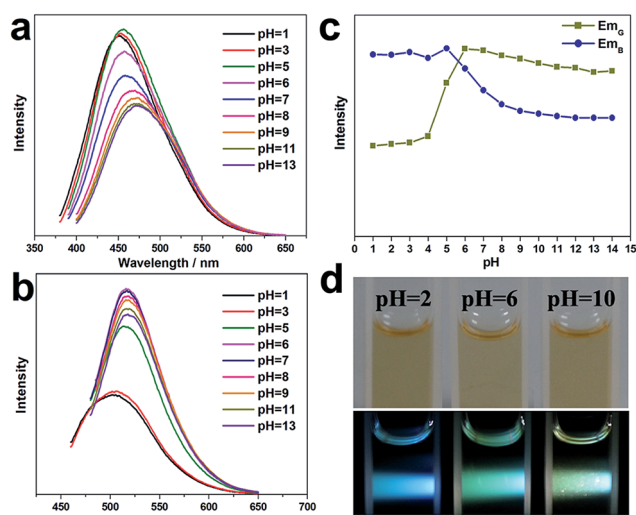 a
Intensity
pH=1
pH=3
pH=5
pH=6
pH=7
pH=8
pH=9
pH=11
pH=13
350 400 450 500 550 600 650 700
Wavelength / nm
b
Intensity
pH=1
pH=3
pH=5
pH=6
pH=7
pH=8
pH=9
pH=11
pH=13
450 500 550 600 650 700
c
Intensity
Em_G
Em_B
0 1 2 3 4 5 6 7 8 9 10 11 12 13 14 15
pH
d
pH=2 pH=6 pH=10